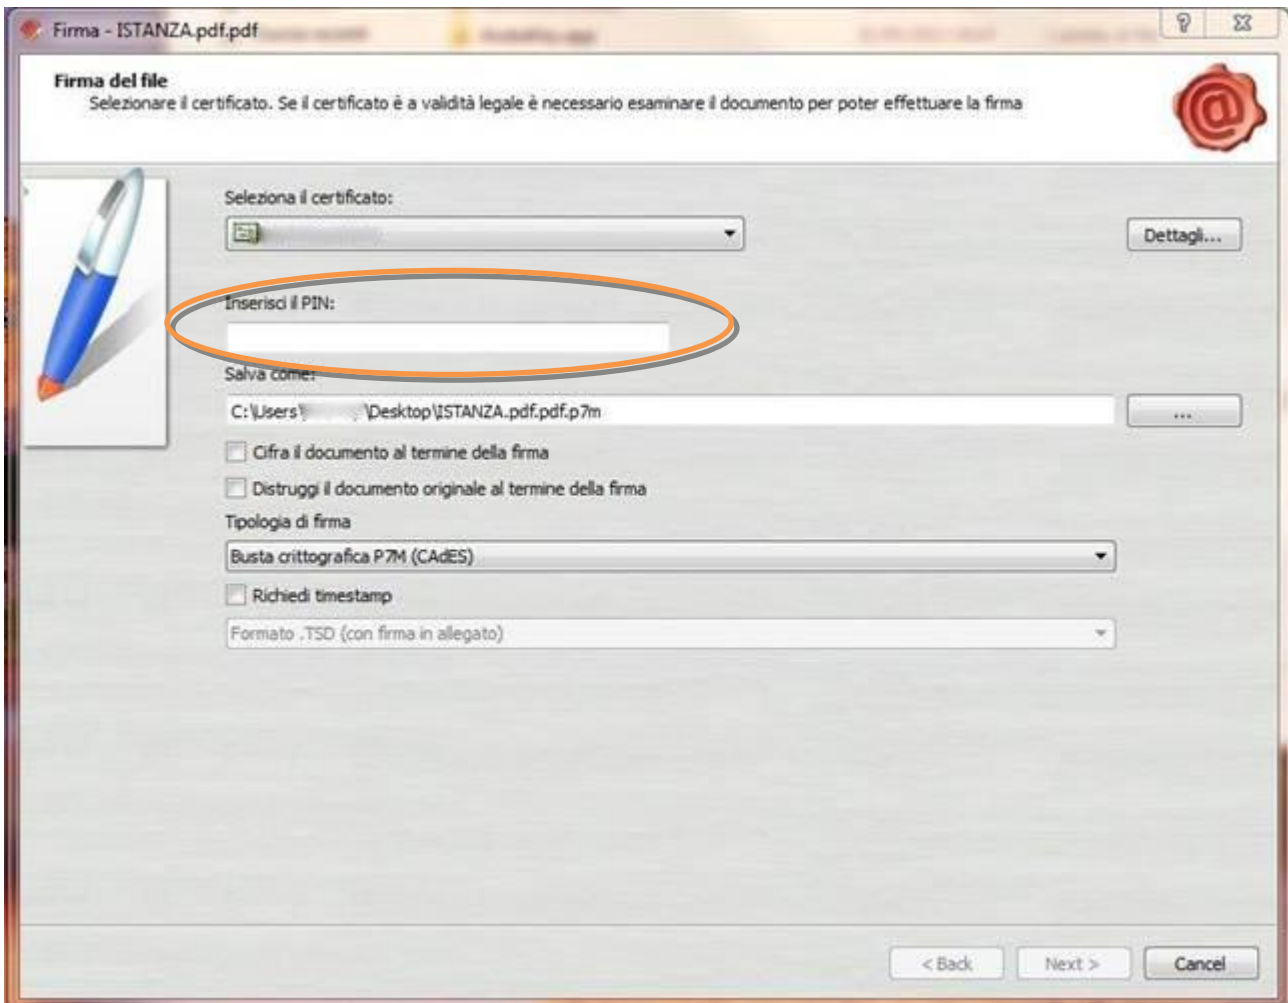 Firma - ISTANZA.pdf.pdf
Firma del file
Selezionare il certificato. Se il certificato è a validità legale è necessario esaminare il documento per poter effettuare la firma
Seleziona il certificato:
Dettagli...
Inserisci il PIN:
Salva come:
C:\Users\ \Desktop\ISTANZA.pdf.pdf.p7m
...
Cifra il documento al termine della firma
Distruggi il documento originale al termine della firma
Tipologia di firma
Busta crittografica P7M (CAdES)
Richiedi timestamp
Formato .TSD (con firma in allegato)
< Back Next > Cancel